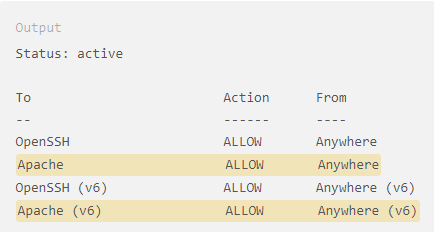 Output
Status: active
To Action From
-- ------ ----
OpenSSH ALLOW Anywhere
Apache ALLOW Anywhere
OpenSSH (v6) ALLOW Anywhere (v6)
Apache (v6) ALLOW Anywhere (v6)